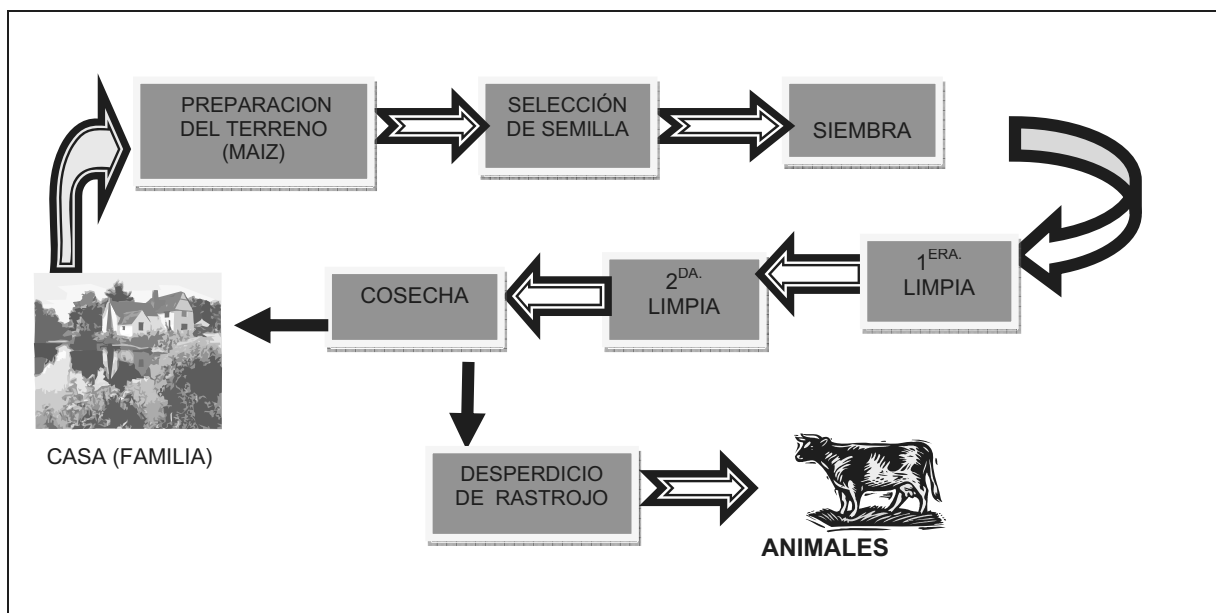 PREPARACION
DEL TERRENO
(MAIZ)
SELECCIÓN
DE SEMILLA
SIEMBRA
1ERA.
LIMPIA
2DA.
LIMPIA
COSECHA
CASA (FAMILIA)
DESPERDICIO
DE RASTROJO
ANIMALES